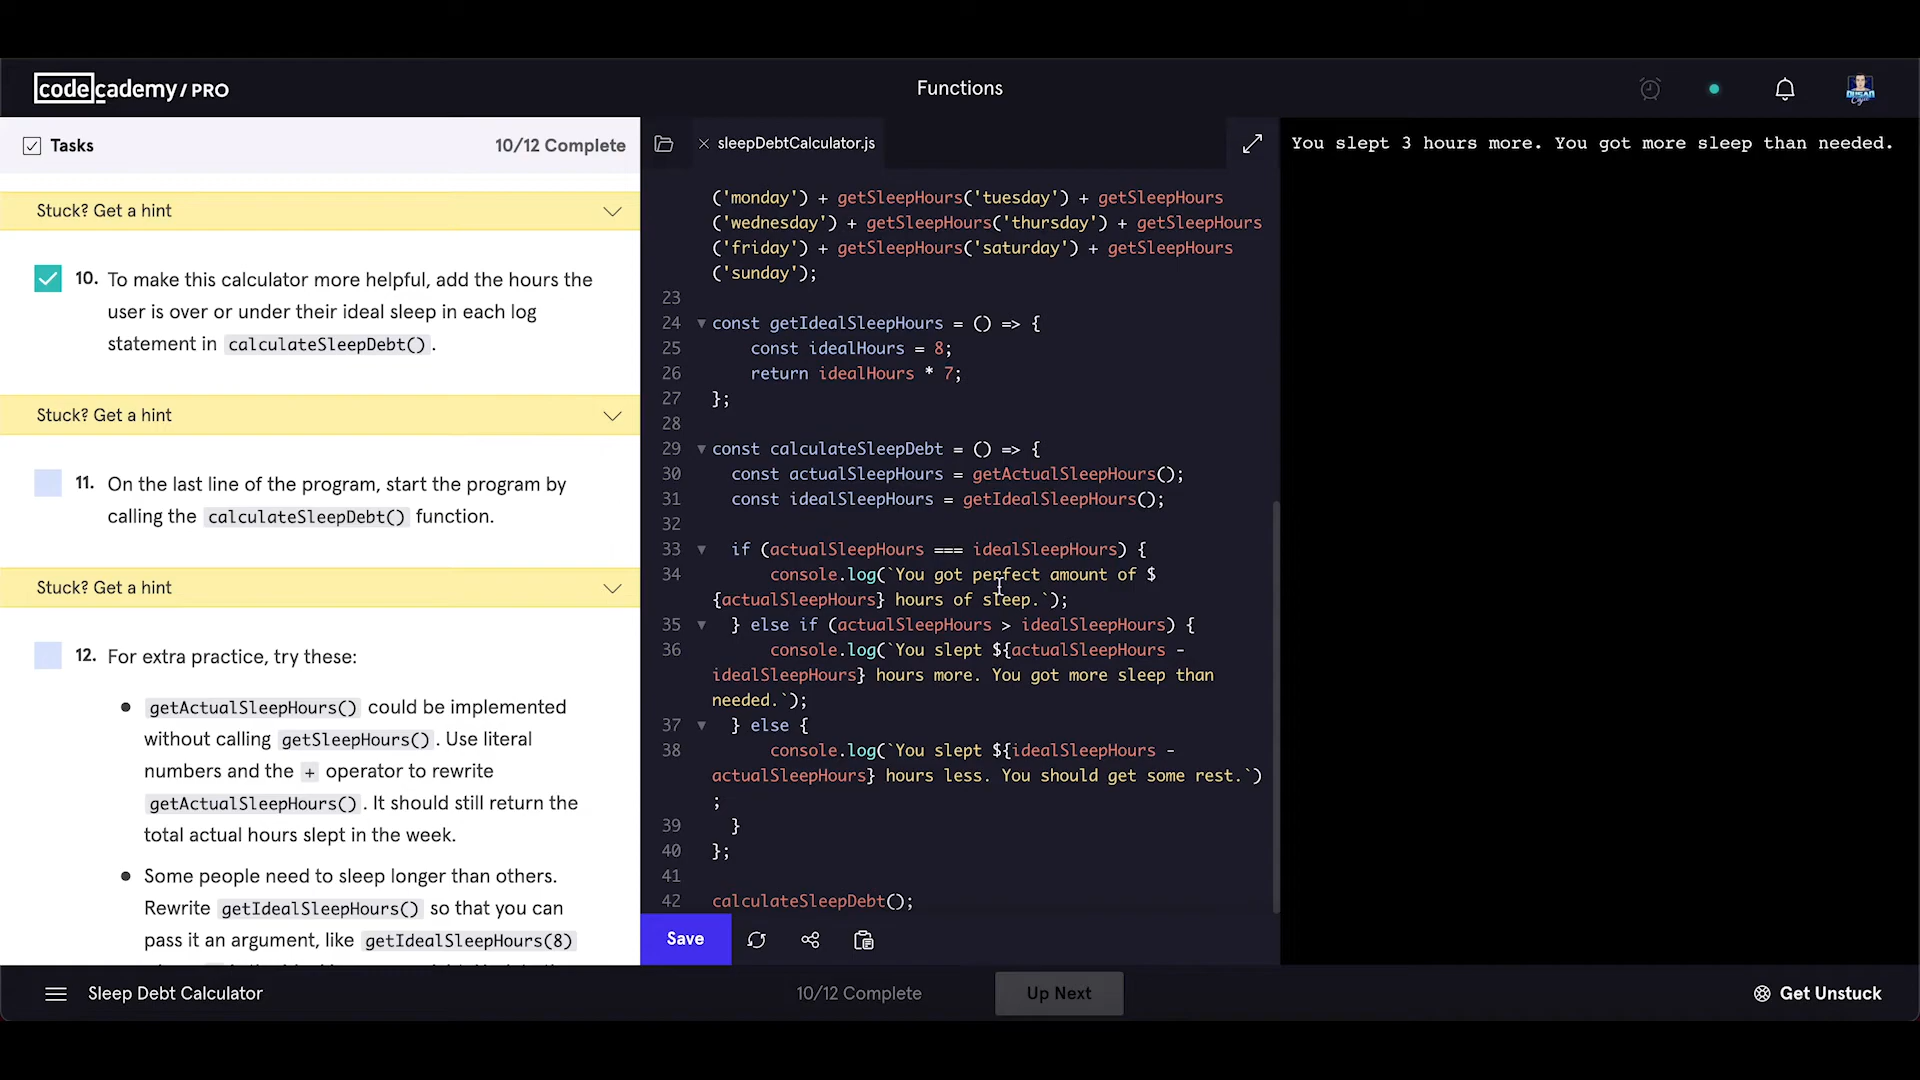 codecademy/PRO
Functions
Tasks
10/12 Complete
sleepDebtCalculator.js
Stuck? Get a hint
10. To make this calculator more helpful, add the hours the
user is over or under their ideal sleep in each log
statement in calculateSleepDebt().
Stuck? Get a hint
11. On the last line of the program, start the program by
calling the calculateSleepDebt() function.
Stuck? Get a hint
12. For extra practice, try these:
getActualSleepHours() could be implemented
without calling getSleepHours(). Use literal
numbers and the + operator to rewrite
getActualSleepHours(). It should still return the
total actual hours slept in the week.
Some people need to sleep longer than others.
Rewrite getIdealSleepHours() so that you can
pass it an argument, like getIdealSleepHours(8)
('monday') + getSleepHours('tuesday') + getSleepHours
('wednesday') + getSleepHours('thursday') + getSleepHours
('friday') + getSleepHours('saturday') + getSleepHours
('sunday');
23
24 const getIdealSleepHours = () => {
25 const idealHours = 8;
26 return idealHours * 7;
27 };
28
29 const calculateSleepDebt = () => {
30 const actualSleepHours = getActualSleepHours();
31 const idealSleepHours = getIdealSleepHours();
32
33 if (actualSleepHours === idealSleepHours) {
34 console.log(`You got perfect amount of $
{actualSleepHours} hours of sleep.`);
35 } else if (actualSleepHours > idealSleepHours) {
36 console.log(`You slept ${actualSleepHours -
idealSleepHours} hours more. You got more sleep than
needed.`);
37 } else {
38 console.log(`You slept ${idealSleepHours -
actualSleepHours} hours less. You should get some rest.`)
;
39 }
40 };
41
42 calculateSleepDebt();
Save
You slept 3 hours more. You got more sleep than needed.
Sleep Debt Calculator
10/12 Complete
Up Next
Get Unstuck